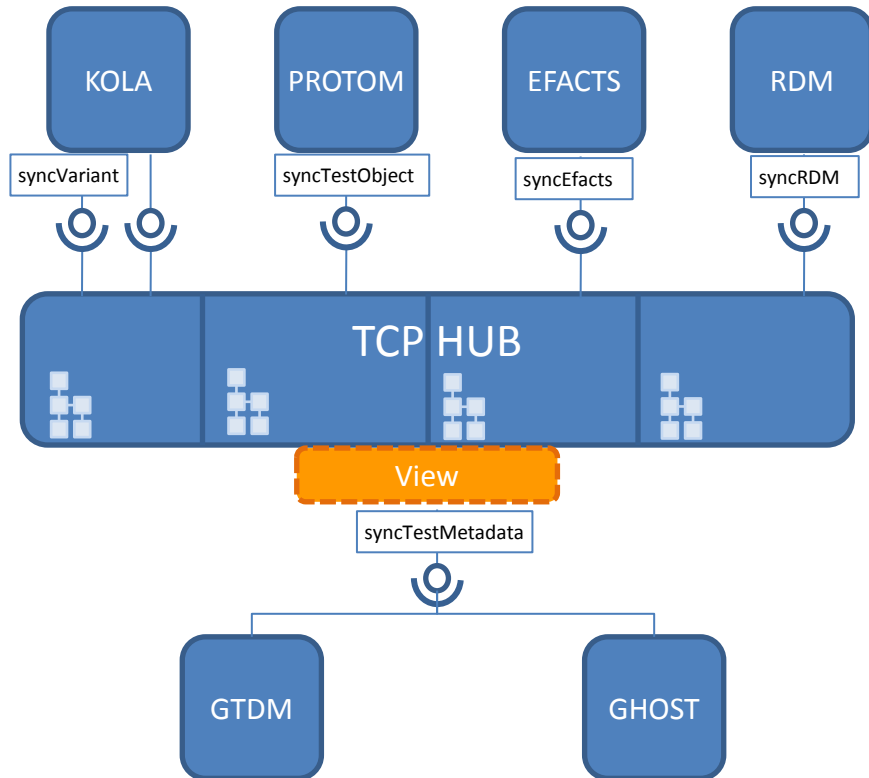 KOLA
PROTOM
EFACTS
RDM
syncVariant
syncTestObject
syncEfacts
syncRDM
TCP HUB
View
syncTestMetadata
GTDM
GHOST